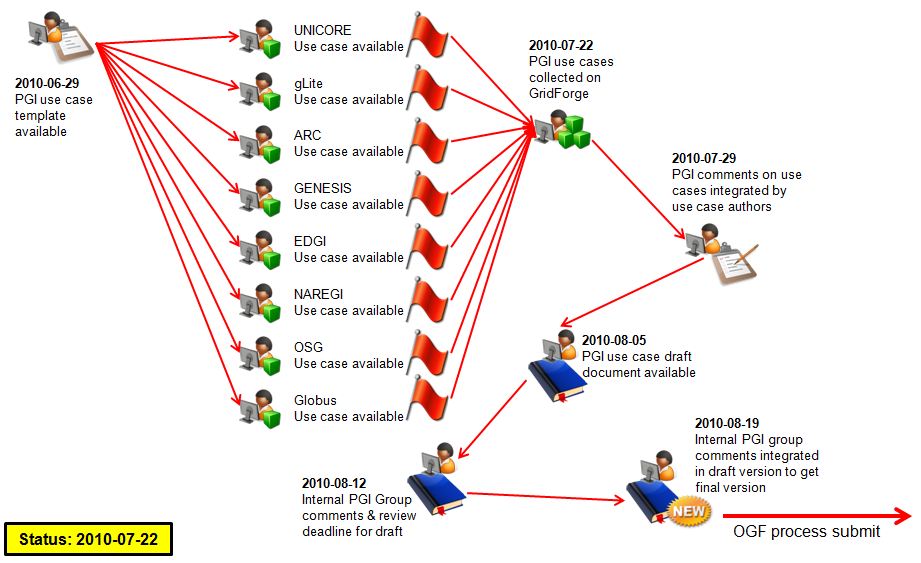 2010-06-29
PGI use case
template
available
UNICORE
Use case available
gLite
Use case available
ARC
Use case available
GENESIS
Use case available
EDGI
Use case available
NAREGI
Use case available
OSG
Use case available
Globus
Use case available
2010-07-22
PGI use cases
collected on
GridForge
2010-07-29
PGI comments on use
cases integrated by
use case authors
2010-08-05
PGI use case draft
document available
2010-08-12
Internal PGI Group
comments & review
deadline for draft
2010-08-19
Internal PGI group
comments integrated
in draft version to get
final version
NEW
OGF process submit
Status: 2010-07-22